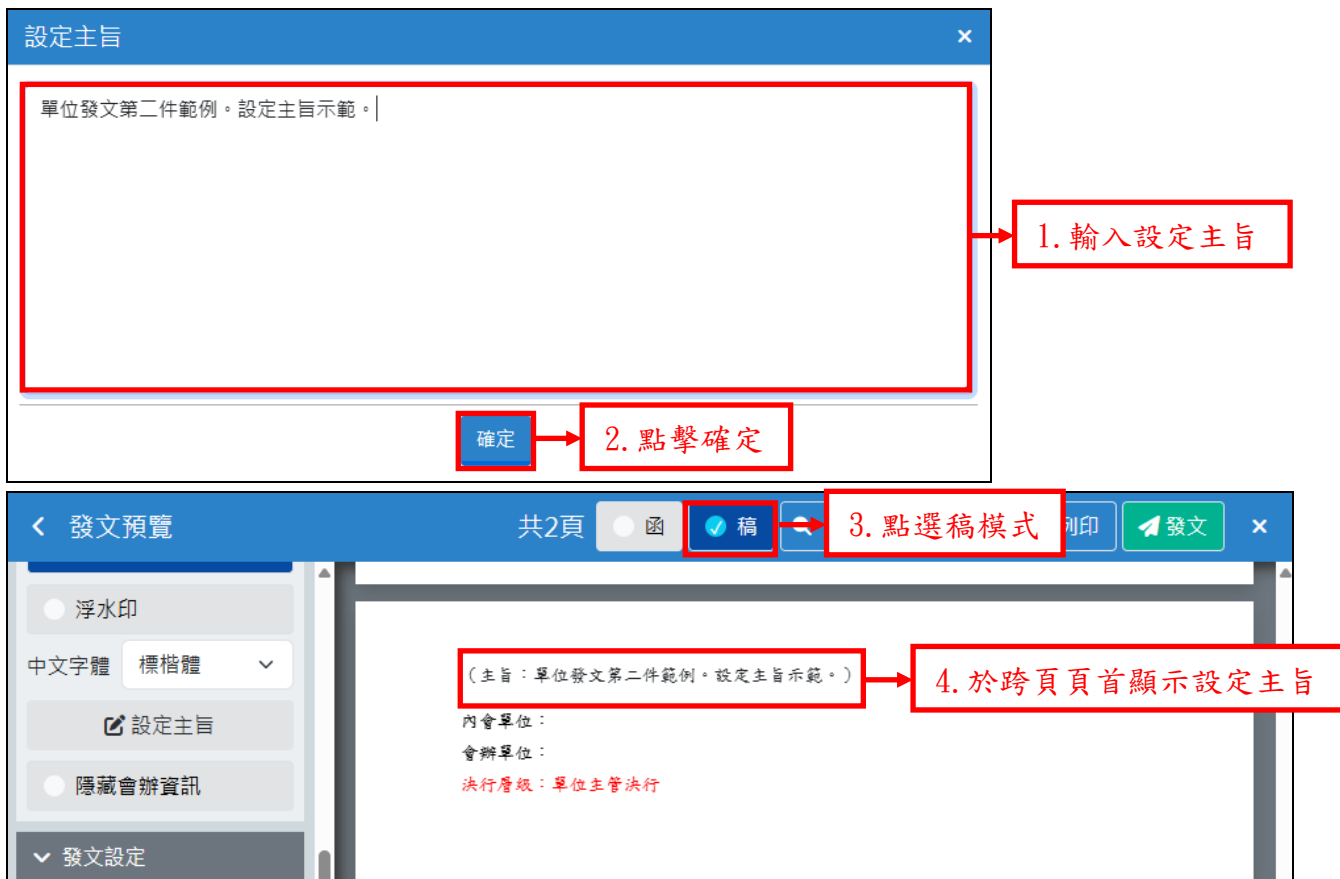 設定主旨 ×
單位發文第二件範例。設定主旨示範。
1.輸入設定主旨
確定
2.點擊確定
發文預覽 共2頁 函 稿 3.點選稿模式 列印 發文 ×
浮水印
中文字體 標楷體
(主旨：單位發文第二件範例。設定主旨示範。)
4.於跨頁頁首顯示設定主旨
設定主旨
內會單位：
會辦單位：
隱藏會辦資訊
決行層級：單位主管決行
發文設定